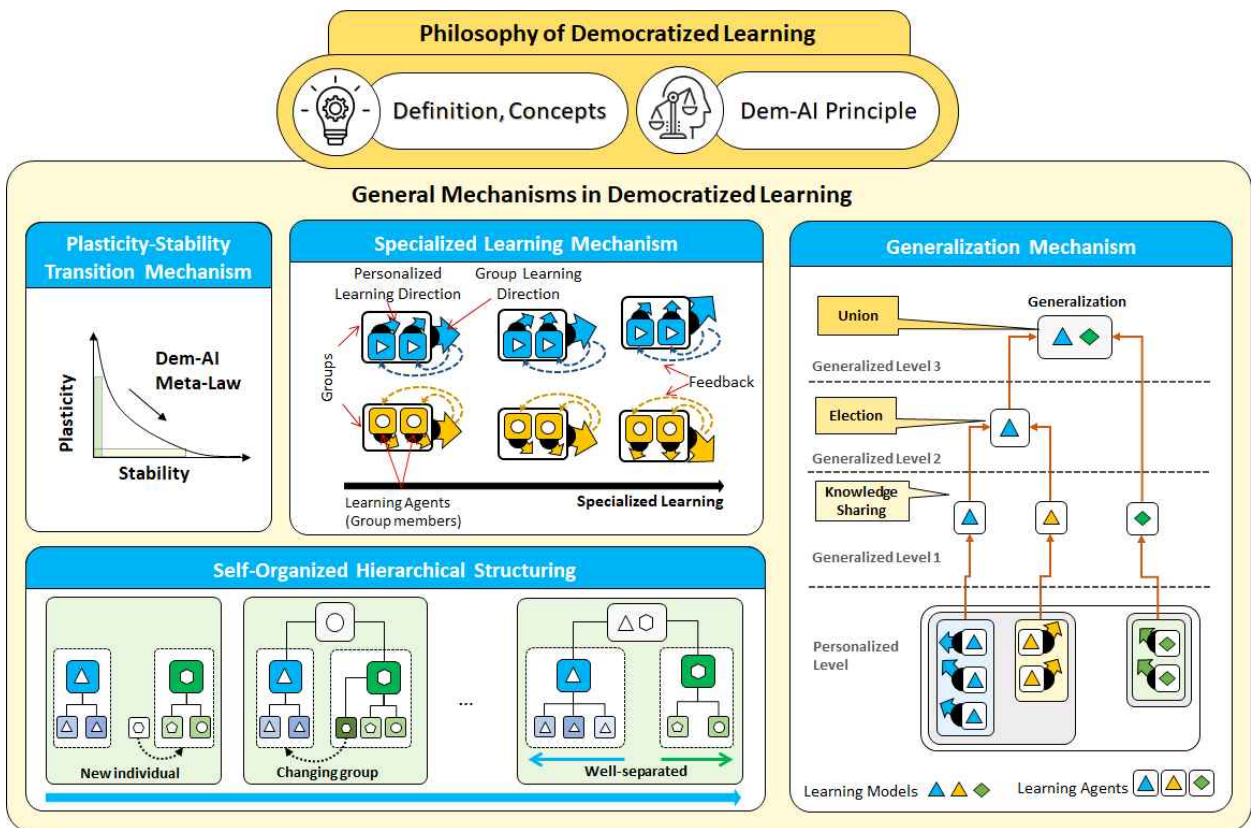 Philosophy of Democratized Learning
Definition, Concepts
Dem-AI Principle
General Mechanisms in Democratized Learning
Plasticity-Stability
Transition Mechanism
Plasticity
Dem-AI
Meta-Law
Stability
Specialized Learning Mechanism
Personalized
Learning Direction
Group Learning
Direction
Groups
Feedback
Learning Agents
(Group members)
Specialized Learning
Generalization Mechanism
Generalization
Union
Generalized Level 3
Election
Generalized Level 2
Knowledge
Sharing
Generalized Level 1
Personalized
Level
Learning Models
Learning Agents
Self-Organized Hierarchical Structuring
...
New individual
Changing group
Well-separated